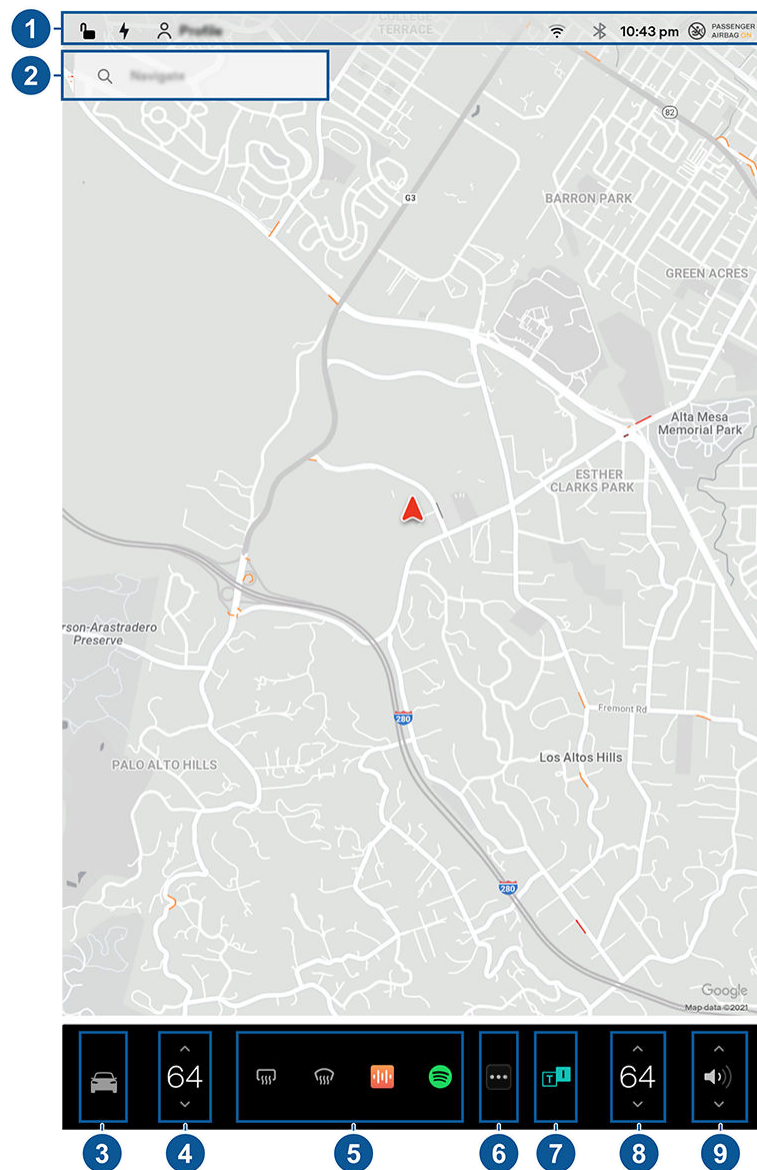 1
COLLEGE
TERRACE
Profile
10:43 pm
PASSENGER
AIRBAG ON
2
Navigate
82
G3
BARRON PARK
GREEN ACRES
Alta Mesa
Memorial Park
ESTHER
CLARKS PARK
rson-Arastradero
Preserve
280
Fremont Rd
PALO ALTO HILLS
Los Altos Hills
280
Google
Map data ©2021
64
T I
64
3
4
5
6
7
8
9